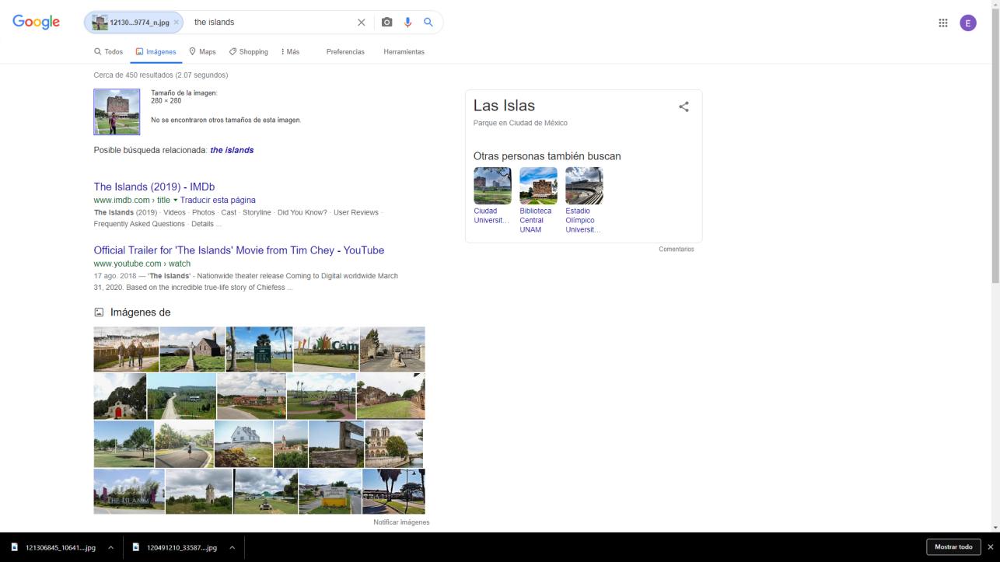 Google
12130...9774_n.jpg
the islands
E
Todos
Imágenes
Maps
Shopping
Más
Preferencias
Herramientas
Cerca de 450 resultados (2.07 segundos)
Tamaño de la imagen:
280 × 280
No se encontraron otros tamaños de esta imagen.
Posible búsqueda relacionada: the islands
The Islands (2019) - IMDb
www.imdb.com › title ▾ Traducir esta página
The Islands (2019) · Videos · Photos · Cast · Storyline · Did You Know? · User Reviews ·
Frequently Asked Questions · Details ...
Official Trailer for 'The Islands' Movie from Tim Chey - YouTube
www.youtube.com › watch
17 ago. 2018 — 'The Islands' - Nationwide theater release Coming to Digital worldwide March
31, 2020. Based on the incredible true-life story of Chiefess ...
Imágenes de
THE ISLANDS
Notificar imágenes
Las Islas
Parque en Ciudad de México
Otras personas también buscan
Ciudad
Universit...
Biblioteca
Central
UNAM
Estadio
Olímpico
Universit...
Comentarios
121306845_10641....jpg
120491210_33587....jpg
Mostrar todo